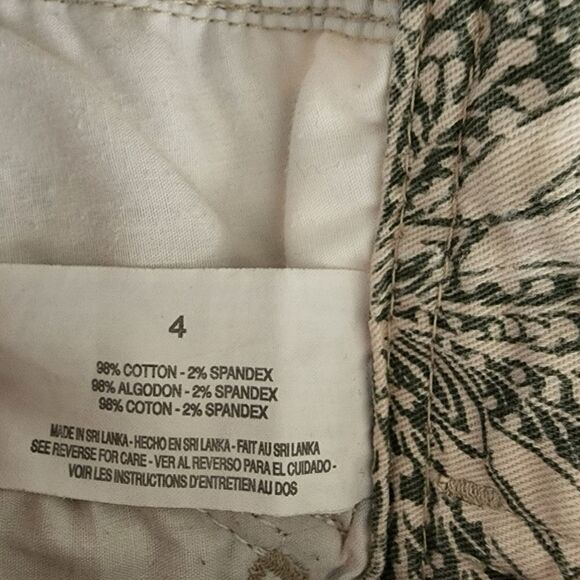 4
98% COTTON - 2% SPANDEX
98% ALGODON - 2% SPANDEX
98% COTON - 2% SPANDEX
MADE IN SRI LANKA - HECHO EN SRI LANKA - FAIT AU SRI LANKA
SEE REVERSE FOR CARE - VER AL REVERSO PARA EL CUIDADO -
VOIR LES INSTRUCTIONS D'ENTRETIEN AU DOS